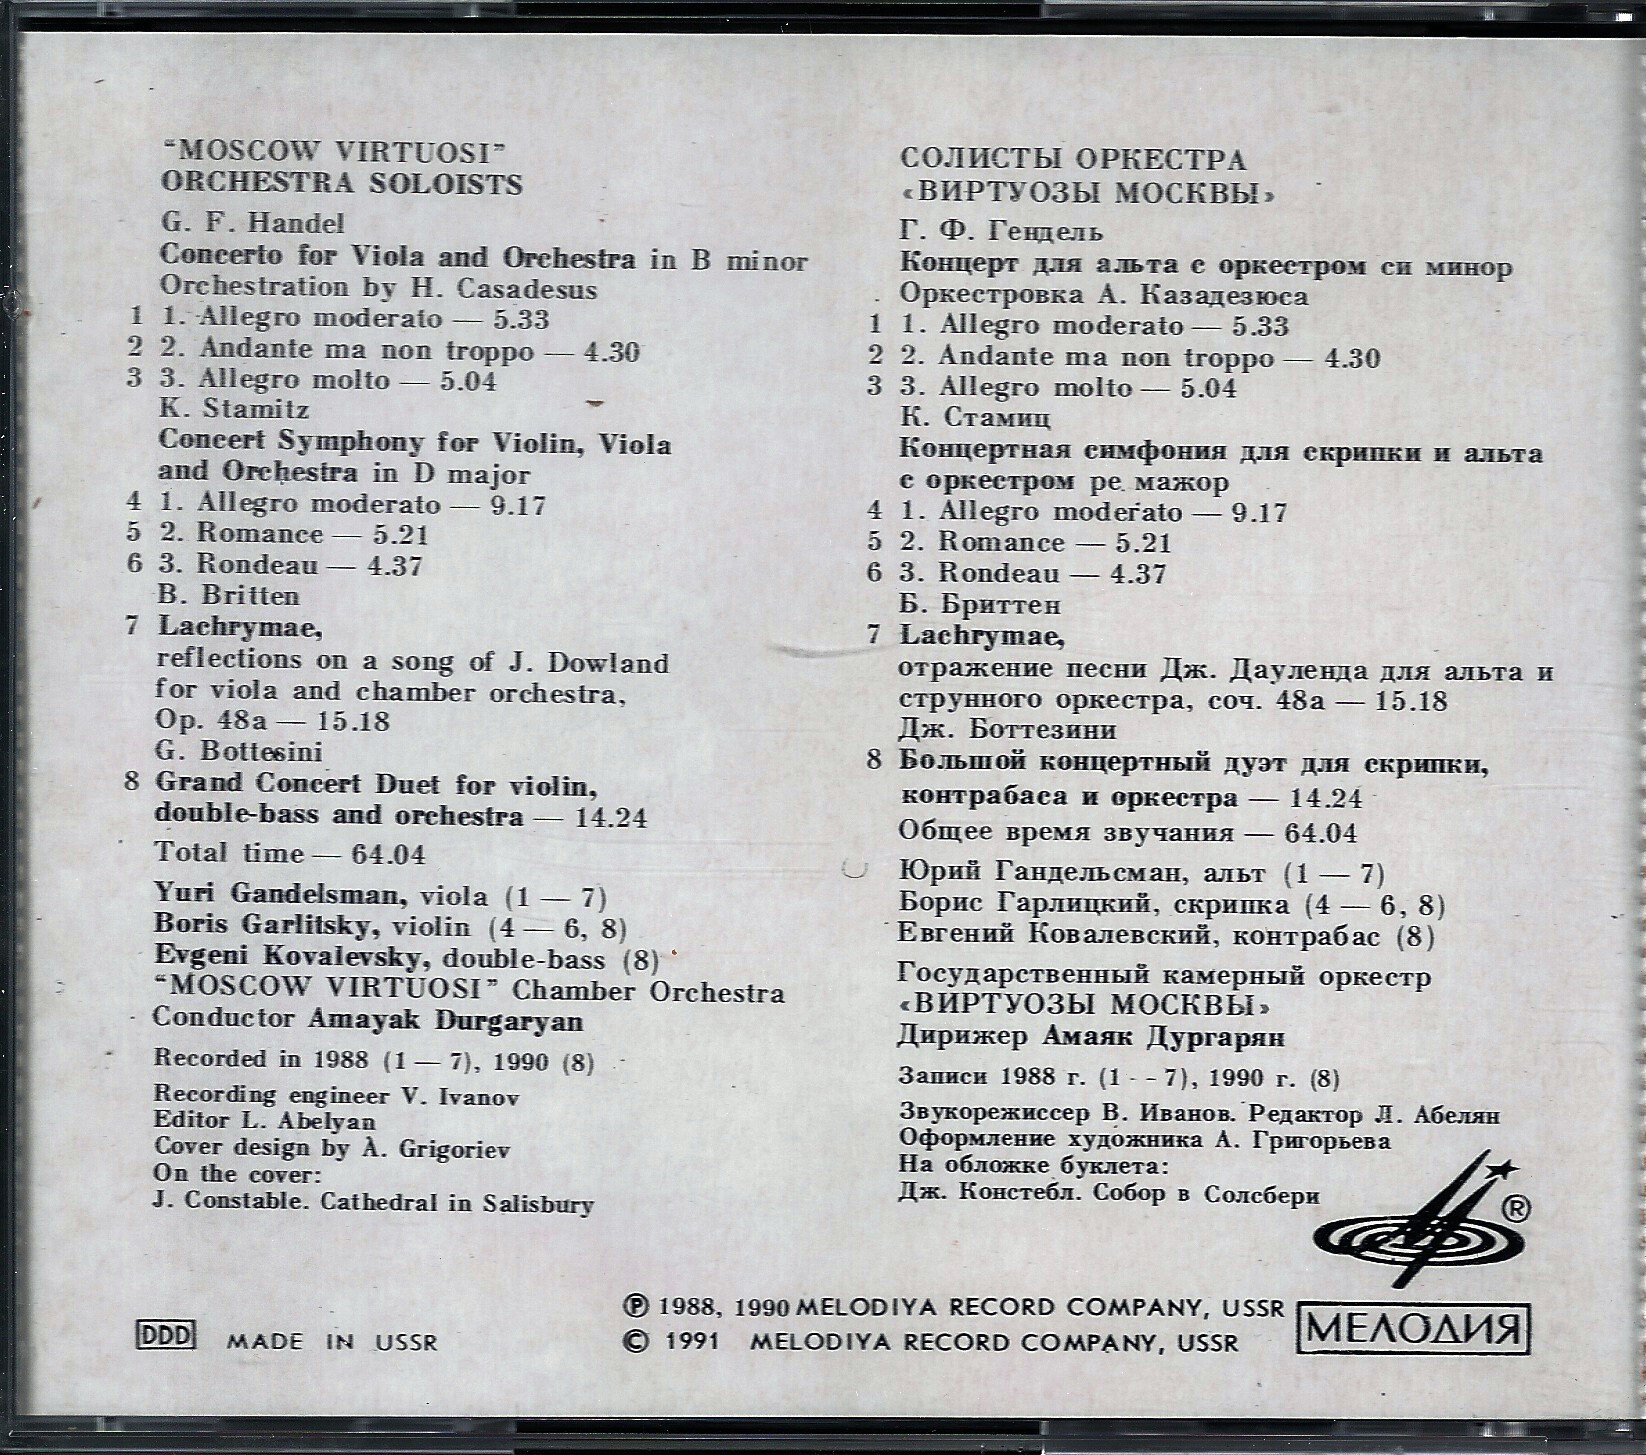 “MOSCOW VIRTUOSI”
ORCHESTRA SOLOISTS
G. F. Handel
Concerto for Viola and Orchestra in B minor
Orchestration by H. Casadesus
1 1. Allegro moderato — 5.33
2 2. Andante ma non troppo — 4.30
3 3. Allegro molto — 5.04
K. Stamitz
Concert Symphony for Violin, Viola
and Orchestra in D major
4 1. Allegro moderato — 9.17
5 2. Romance — 5.21
6 3. Rondeau — 4.37
B. Britten
7 Lachrymae,
reflections on a song of J. Dowland
for viola and chamber orchestra,
Op. 48a — 15.18
G. Bottesini
8 Grand Concert Duet for violin,
double-bass and orchestra — 14.24
Total time — 64.04
Yuri Gandelsman, viola (1 — 7)
Boris Garlitsky, violin (4 — 6, 8)
Evgeni Kovalevsky, double-bass (8)
“MOSCOW VIRTUOSI” Chamber Orchestra
Conductor Amayak Durgaryan
Recorded in 1988 (1 — 7), 1990 (8)
Recording engineer V. Ivanov
Editor L. Abelyan
Cover design by A. Grigoriev
On the cover:
J. Constable. Cathedral in Salisbury
СОЛИСТЫ ОРКЕСТРА
«ВИРТУОЗЫ МОСКВЫ»
Г. Ф. Гендель
Концерт для альта с оркестром си минор
Оркестровка А. Казадезюса
1 1. Allegro moderato — 5.33
2 2. Andante ma non troppo — 4.30
3 3. Allegro molto — 5.04
К. Стамиц
Концертная симфония для скрипки и альта
с оркестром ре мажор
4 1. Allegro moderato — 9.17
5 2. Romance — 5.21
6 3. Rondeau — 4.37
Б. Бриттен
7 Lachrymae,
отражение песни Дж. Дауленда для альта и
струнного оркестра, соч. 48а — 15.18
Дж. Боттезини
8 Большой концертный дуэт для скрипки,
контрабаса и оркестра — 14.24
Общее время звучания — 64.04
Юрий Гандельсман, альт (1 — 7)
Борис Гарлицкий, скрипка (4 — 6, 8)
Евгений Ковалевский, контрабас (8)
Государственный камерный оркестр
«ВИРТУОЗЫ МОСКВЫ»
Дирижер Амаяк Дургарян
Записи 1988 г. (1 - - 7), 1990 г. (8)
Звукорежиссер В. Иванов. Редактор Л. Абелян
Оформление художника А. Григорьева
На обложке буклета:
Дж. Констебл. Собор в Солсбери
®
DDD MADE IN USSR
℗ 1988, 1990 MELODIYA RECORD COMPANY, USSR
© 1991 MELODIYA RECORD COMPANY, USSR
МЕЛОДИЯ